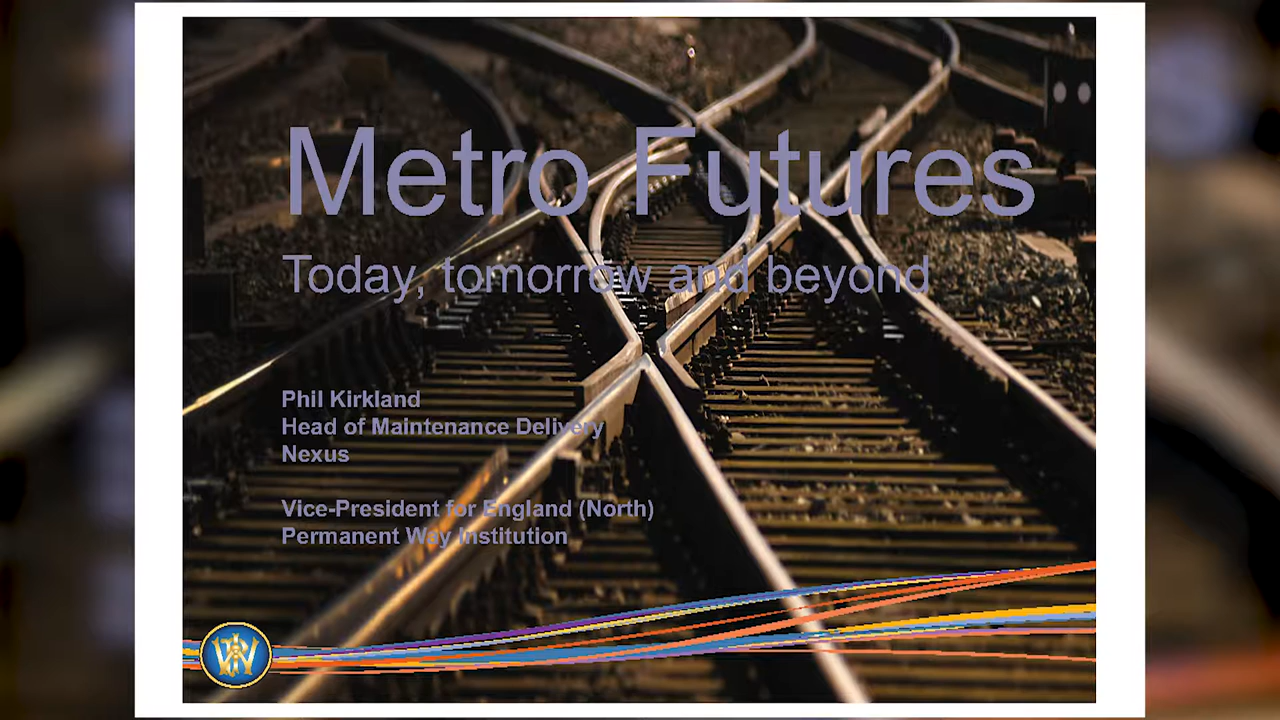 Metro Futures
Today, tomorrow and beyond
Phil Kirkland
Head of Maintenance Delivery
Nexus
Vice-President for England (North)
Permanent Way Institution